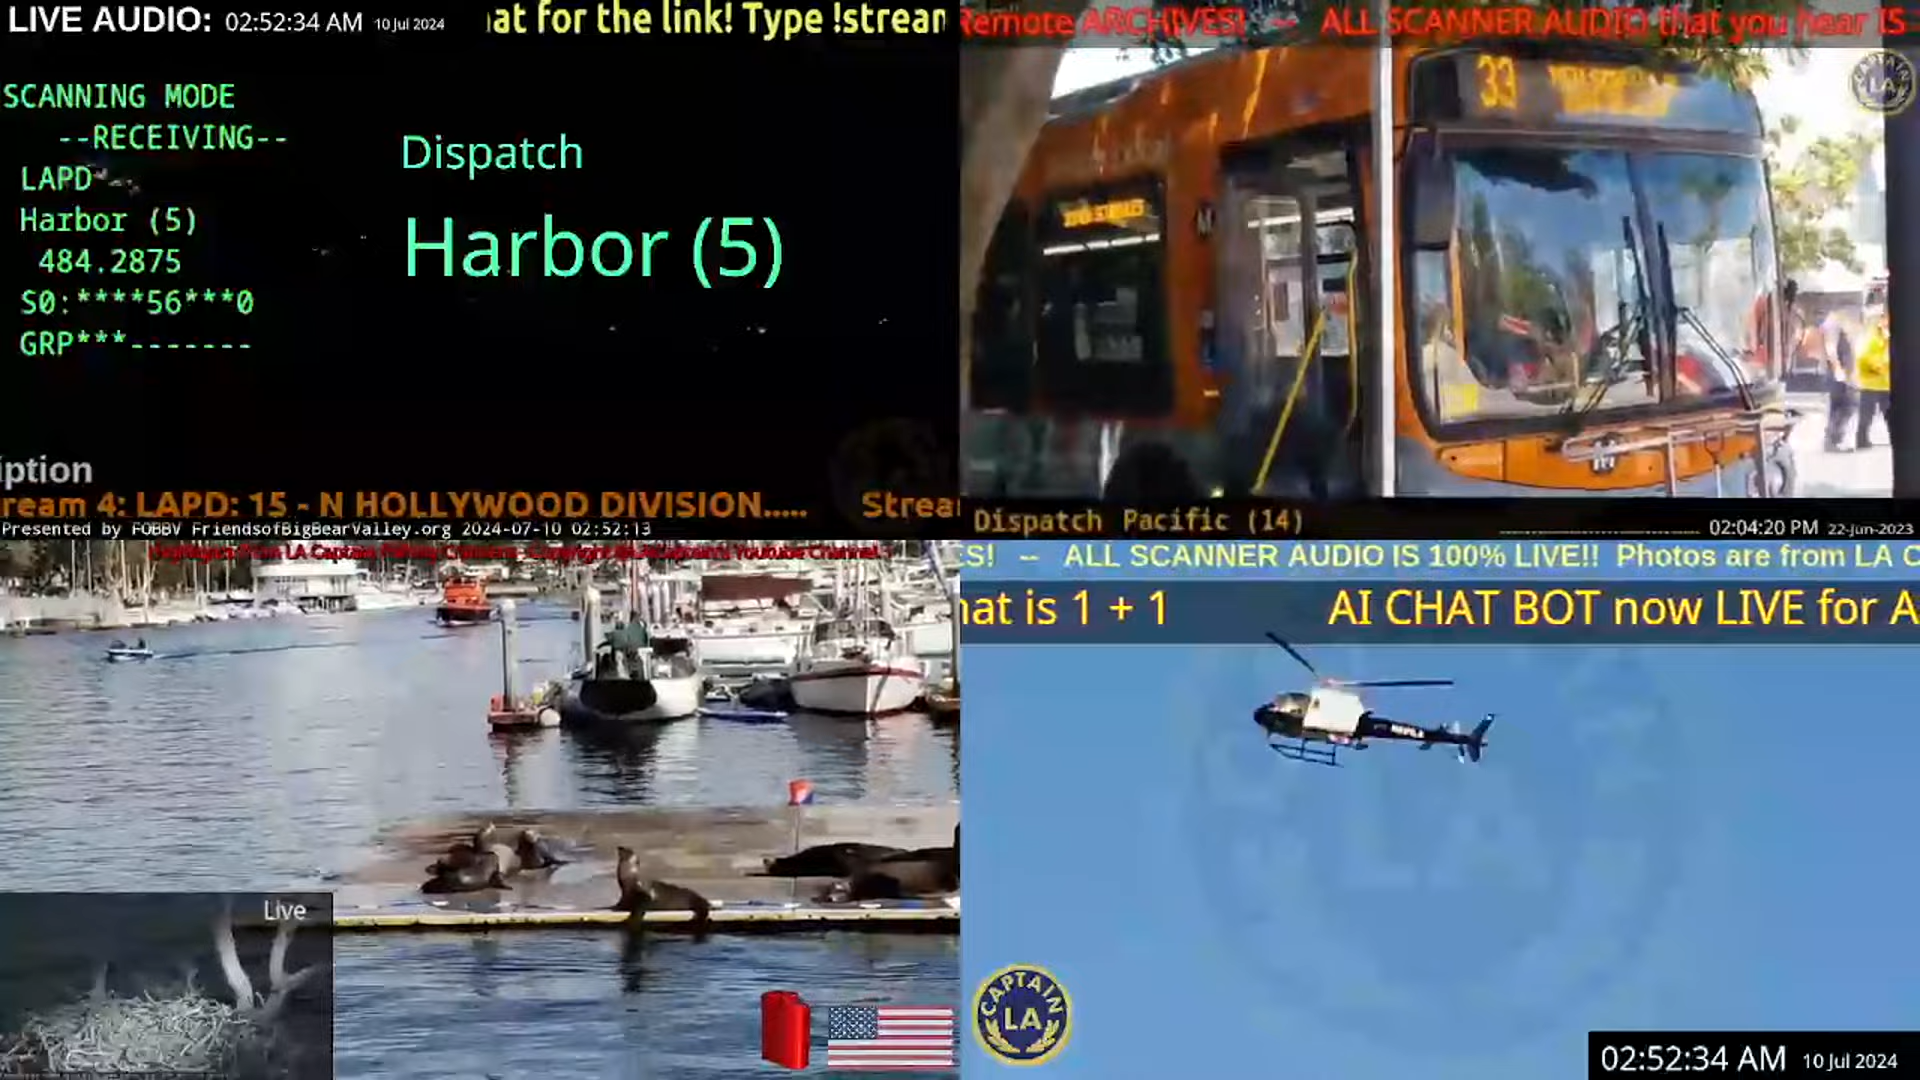 LIVE AUDIO: 02:52:34 AM 10 Jul 2024
at for the link! Type !strean
SCANNING MODE
--RECEIVING--
LAPD
Harbor (5)
484.2875
S0:****56***0
GRP***-------
Dispatch
Harbor (5)
iption
ream 4: LAPD: 15 - N HOLLYWOOD DIVISION..... Strea
Presented by FOBBV FriendsofBigBearValley.org 2024-07-10 02:52:13
Remote ARCHIVES! -- ALL SCANNER AUDIO that you hear IS
CAPTAIN
LA
33
Dispatch Pacific (14)
02:04:20 PM 22-Jun-2023
Live
ES! -- ALL SCANNER AUDIO IS 100% LIVE!! Photos are from LA C
hat is 1 + 1 AI CHAT BOT now LIVE for A
CAPTAIN
LA
02:52:34 AM 10 Jul 2024